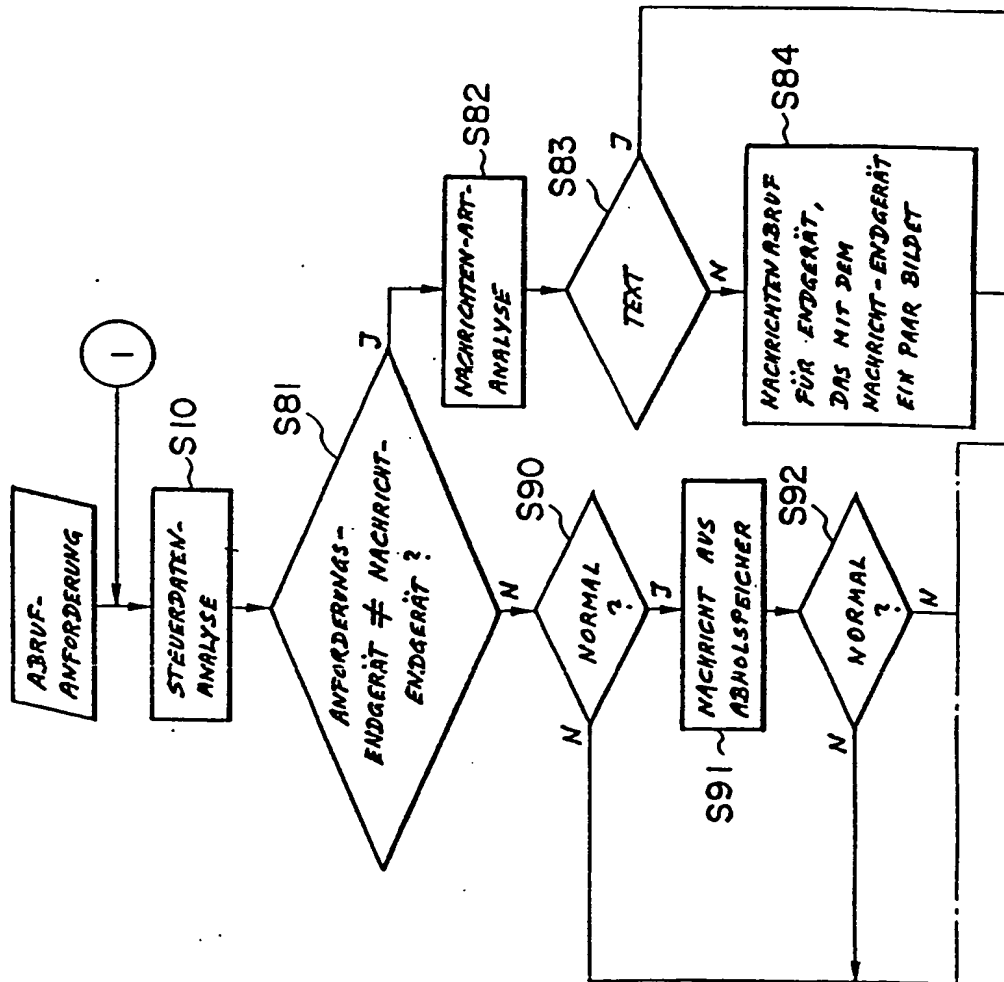 ABRUF-
ANFORDERUNG
1
S10
STEUERDATEN-
ANALYSE
S81
ANFORDERUNGS-
ENDGERÄT ≠ NACHRICHT-
ENDGERÄT ?
J
N
S82
NACHRICHTEN-ART-
ANALYSE
S83
TEXT
J
N
S84
NACHRICHTENABRUF
FÜR ENDGERÄT,
DAS MIT DEM
NACHRICHT-ENDGERÄT
EIN PAAR BILDET
S90
NORMAL
?
N
J
S91
NACHRICHT AUS
ABHOLSPEICHER
S92
NORMAL
?
N
N